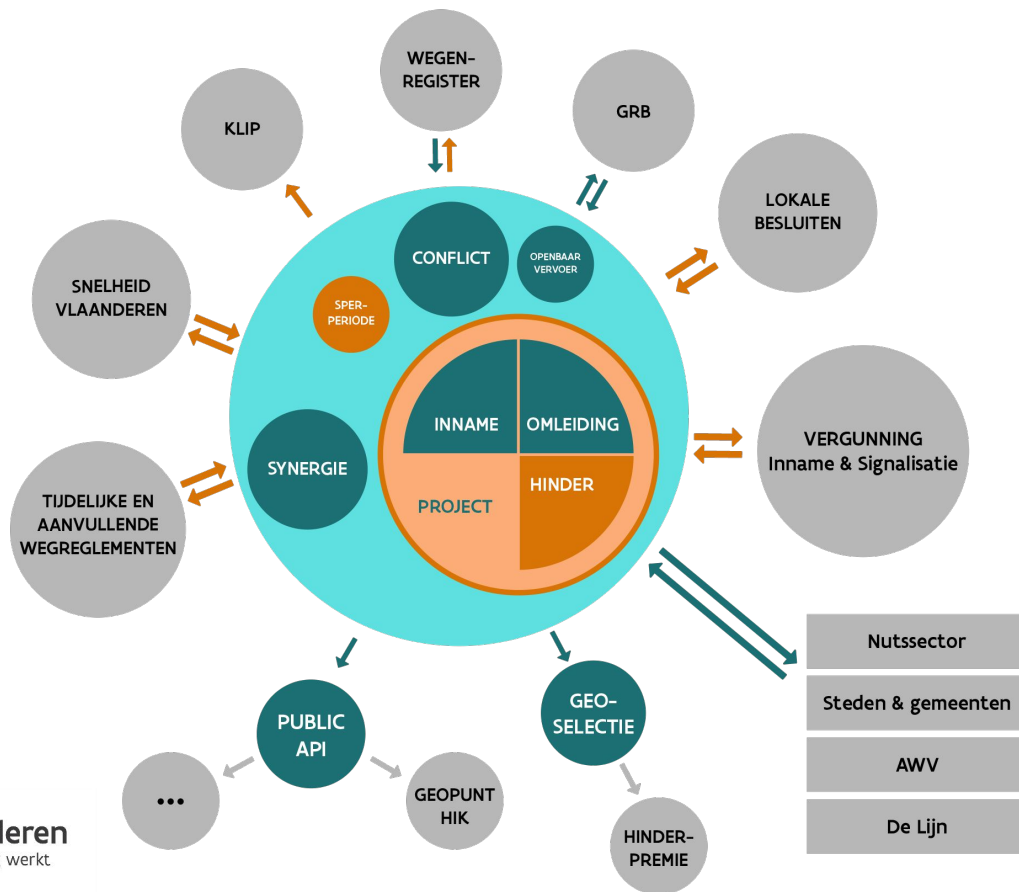 WEGEN-
REGISTER
KLIP
GRB
LOKALE
BESLUITEN
CONFLICT
OPENBAAR
VERVOER
SNELHEID
VLAANDEREN
SPER-
PERIODE
INNAME
OMLEIDING
VERGUNNING
Inname & Signalisatie
SYNERGIE
HINDER
PROJECT
TIJDELIJKE EN
AANVULLENDE
WEGREGLEMENTEN
Nutssector
Steden & gemeenten
AWV
De Lijn
PUBLIC
API
GEO-
SELECTIE
...
GEOPUNT
HIK
HINDER-
PREMIE
leren
werkt